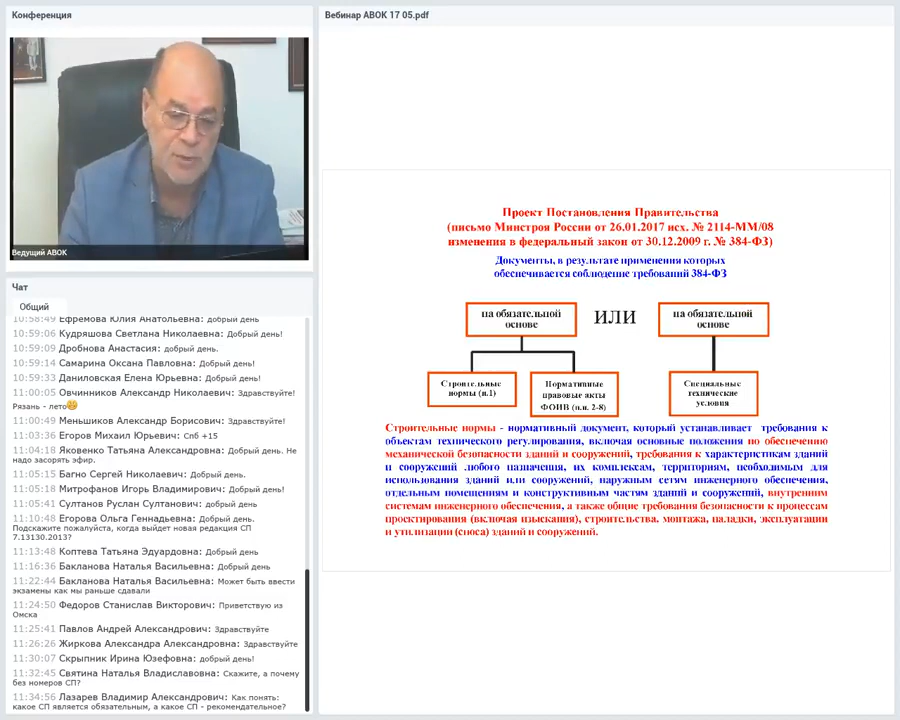 Конференция
Ведущий АВОК
Чат
Общий
10:58:49 Ефремова Юлия Анатольевна: добрый день
10:59:06 Кудряшова Светлана Николаевна: Добрый день!
10:59:09 Дробнова Анастасия: добрый день.
10:59:14 Самарина Оксана Павловна: Добрый день!
10:59:33 Даниловская Елена Юрьевна: Добрый день!
11:00:05 Овчинников Александр Николаевич: Здравствуйте!
Рязань - лето
11:00:49 Меньшиков Александр Борисович: Здравствуйте!
11:03:36 Егоров Михаил Юрьевич: Спб +15
11:04:18 Яковенко Татьяна Александровна: Добрый день. Не
надо засорять эфир.
11:05:15 Багно Сергей Николаевич: Добрый день.
11:05:18 Митрофанов Игорь Владимирович: Добрый день!
11:05:41 Султанов Руслан Султанович: добрый день
11:10:48 Егорова Ольга Геннадьевна: Добрый день.
Подскажите пожалуйста, когда выйдет новая редакция СП
7.13130.2013?
11:13:48 Коптева Татьяна Эдуардовна: Добрый день
11:16:36 Бакланова Наталья Васильевна: Добрый день
11:22:44 Бакланова Наталья Васильевна: Может быть ввести
экзамены как мы раньше сдавали
11:24:50 Федоров Станислав Викторович: Приветствую из
Омска
11:25:41 Павлов Андрей Александрович: Здравствуйте
11:26:26 Жиркова Александра Александровна: Здравствуйте
11:30:07 Скрыпник Ирина Юзефовна: добрый день!
11:32:45 Святина Наталья Владиславовна: Скажите, а почему
без номеров СП?
11:34:56 Лазарев Владимир Александрович: Как понять:
какое СП является обязательным, а какое СП - рекомендательное?
Вебинар АВОК 17 05.pdf
Проект Постановления Правительства
(письмо Минстроя России от 26.01.2017 исх. № 2114-ММ/08
изменения в федеральный закон от 30.12.2009 г. № 384-ФЗ)
Документы, в результате применения которых
обеспечивается соблюдение требований 384-ФЗ
на обязательной
основе
ИЛИ
на обязательной
основе
Строительные
нормы (п.1)
Нормативные
правовые акты
ФОИВ (п.п. 2-8)
Специальные
технические
условия
Строительные нормы - нормативный документ, который устанавливает требования к
объектам технического регулирования, включая основные положения по обеспечению
механической безопасности зданий и сооружений, требования к характеристикам зданий
и сооружений любого назначения, их комплексам, территориям, необходимым для
использования зданий или сооружений, наружным сетям инженерного обеспечения,
отдельным помещениям и конструктивным частям зданий и сооружений, внутренним
системам инженерного обеспечения, а также общие требования безопасности к процессам
проектирования (включая изыскания), строительства, монтажа, наладки, эксплуатации
и утилизации (сноса) зданий и сооружений.